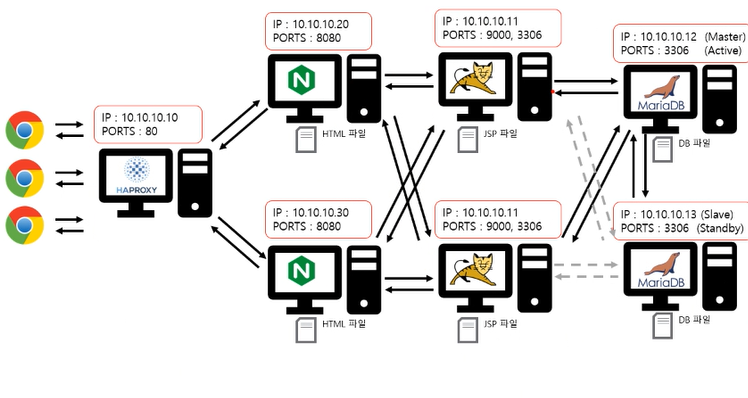 IP : 10.10.10.10
PORTS : 80
HAPROXY
IP : 10.10.10.20
PORTS : 8080
N
HTML 파일
IP : 10.10.10.30
PORTS : 8080
N
HTML 파일
IP : 10.10.10.11
PORTS : 9000, 3306
JSP 파일
IP : 10.10.10.11
PORTS : 9000, 3306
JSP 파일
IP : 10.10.10.12 (Master)
PORTS : 3306 (Active)
MariaDB
DB 파일
IP : 10.10.10.13 (Slave)
PORTS : 3306 (Standby)
MariaDB
DB 파일